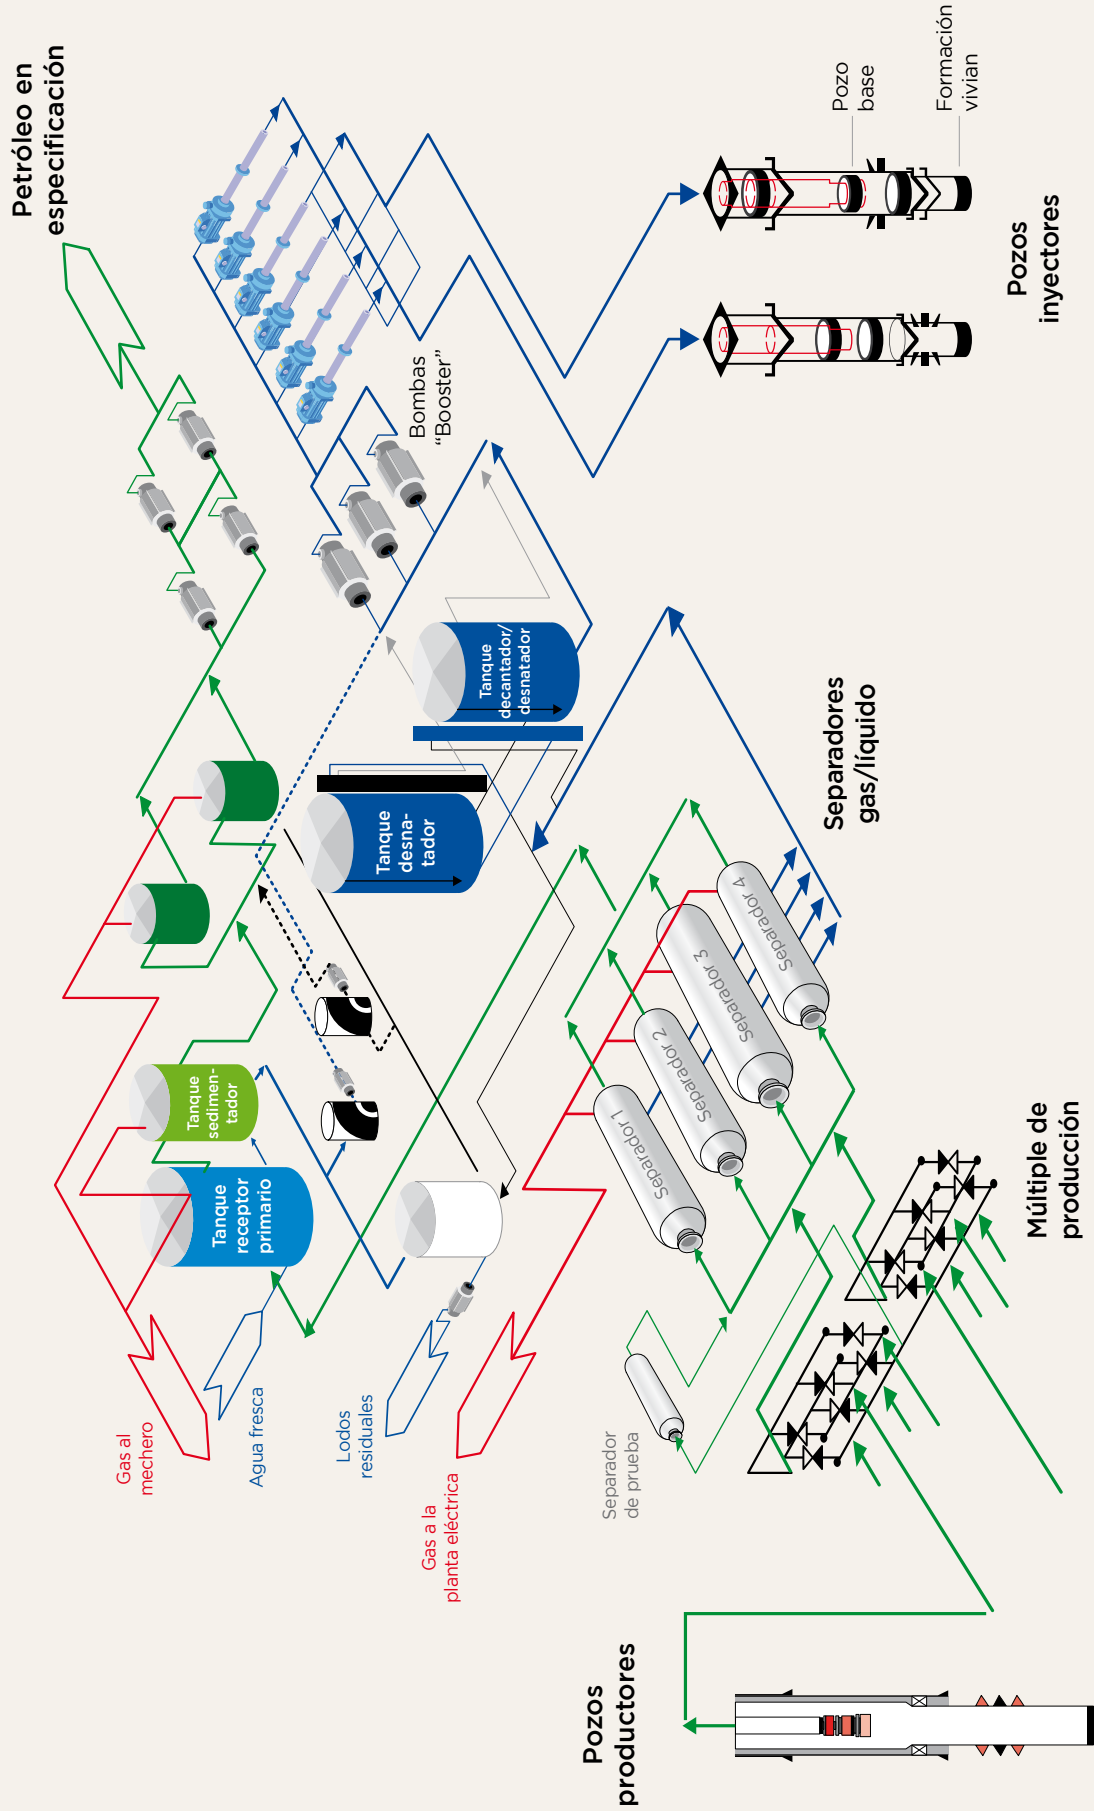 Petróleo en
especificación
Gas al
mechero
Agua fresca
Lodos
residuales
Gas a la
planta eléctrica
Tanque
receptor
primario
Tanque
sedimen-
tador
Tanque
desna-
tador
Tanque
decantador/
desnatador
Bombas
“Booster”
Pozos
productores
Separador
de prueba
Separador 1
Separador 2
Separador 3
Separador 4
Separadores
gas/líquido
Múltiple de
producción
Pozos
inyectores
Pozo
base
Formación
vivian